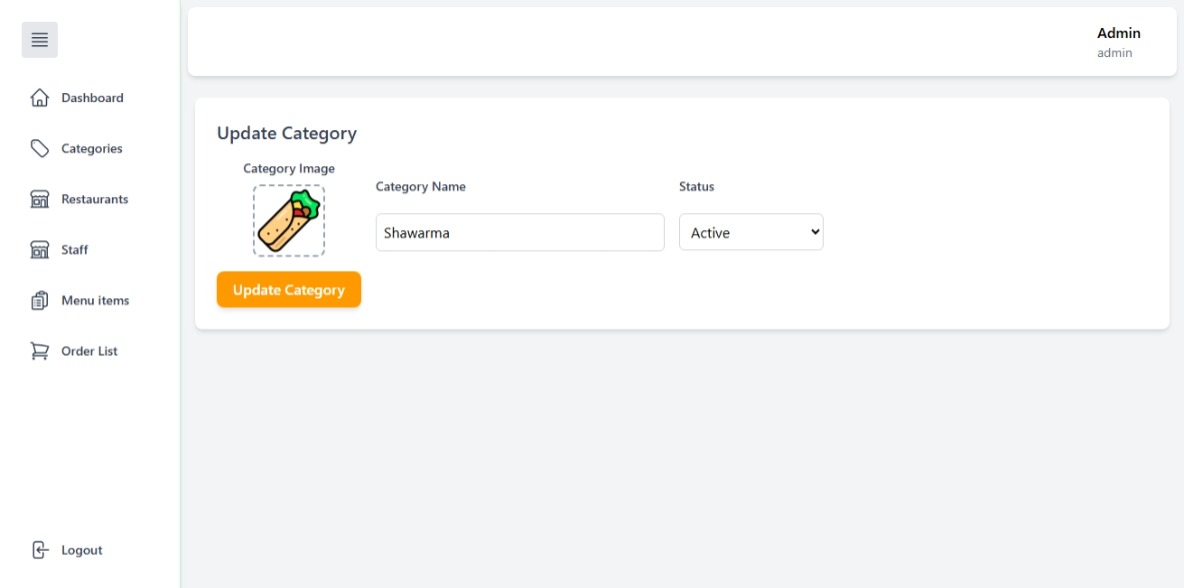 Admin
admin
Dashboard
Categories
Restaurants
Staff
Menu items
Order List
Logout
Update Category
Category Image
Category Name
Status
Shawarma
Active
Update Category